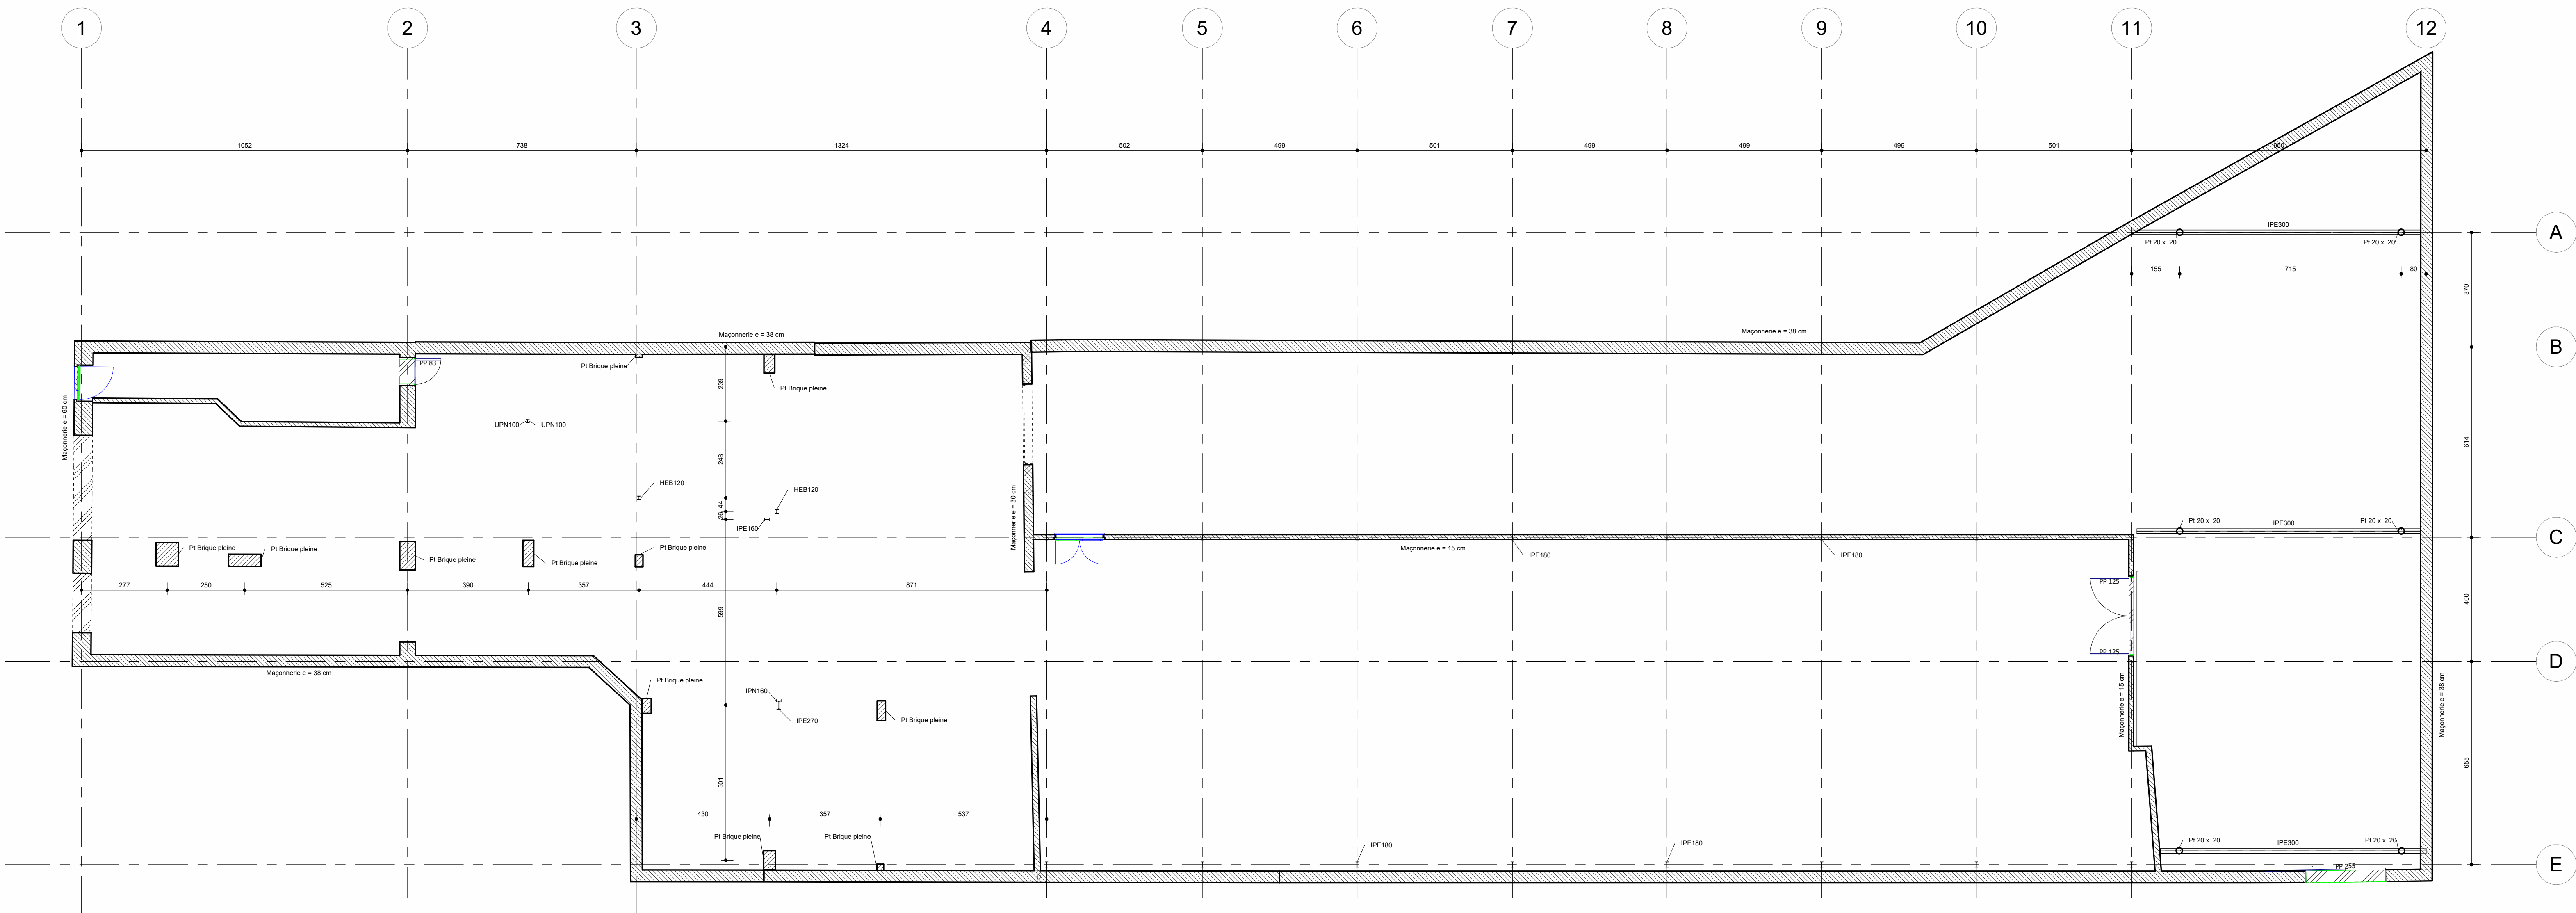 1 2 3 4 5 6 7 8 9 10 11 12
1052 738 1324 502 499 501 499 499 499 501
A
IPE300
Pt 20 x 20 Pt 20 x 20
155 715 80
370
Maçonnerie e = 38 cm
Maçonnerie e = 38 cm
B
PP 83
Pt Brique pleine
Pt Brique pleine
239
Maçonnerie e = 60 cm
UPN100 UPN100
614
248
HEB120
HEB120
44
26
IPE160
Maçonnerie e = 30 cm
Pt 20 x 20 IPE300 Pt 20 x 20
C
Pt Brique pleine
Pt Brique pleine
Pt Brique pleine
Pt Brique pleine
Pt Brique pleine
Maçonnerie e = 15 cm
IPE180
IPE180
277 250 525 390 357 444 871
PP 125
599
400
PP 125
D
Maçonnerie e = 38 cm
Pt Brique pleine
IPN160
IPE270
Pt Brique pleine
Maçonnerie e = 15 cm
Maçonnerie e = 38 cm
501
655
430 357 537
Pt Brique pleine
Pt Brique pleine
IPE180
IPE180
Pt 20 x 20 IPE300 Pt 20 x 20
PP 255
E